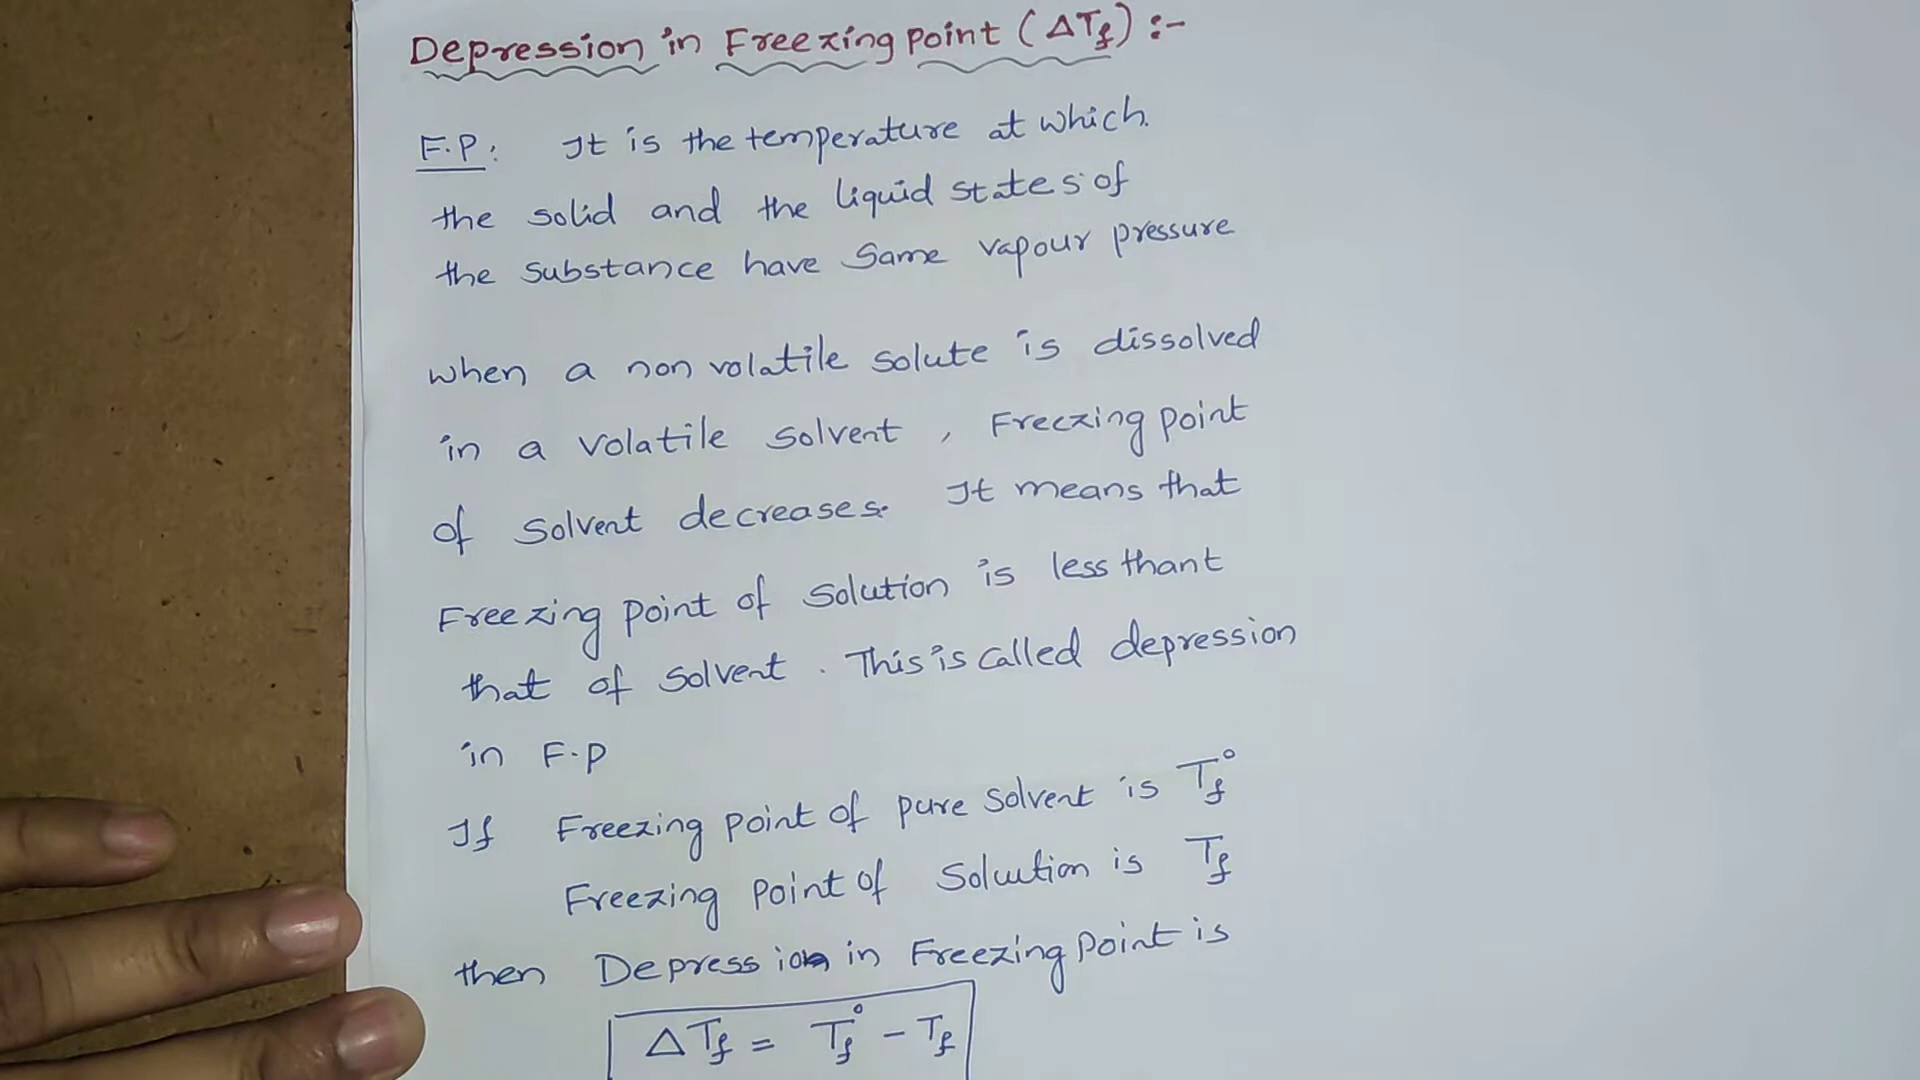 Depression in Freezing point (ΔTf) :-
F.P: It is the temperature at which
the solid and the liquid states of
the substance have same vapour pressure
when a non volatile solute is dissolved
in a volatile solvent , Freezing point
of solvent decreases. It means that
Freezing point of solution is less thant
that of solvent . This is called depression
in F.P
If Freezing point of pure solvent is Tf°
Freezing point of Soluution is Tf
then Depression in Freezing point is
ΔTf = Tf° - Tf